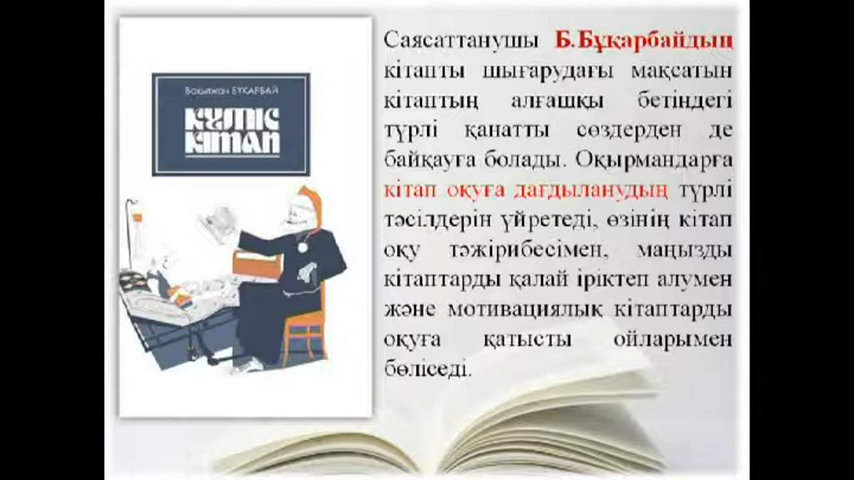 Бақытжан БҰҚАРБАЙ
КҮЛКІС
КІТАП
Саясаттанушы Б.Бұқарбайдың
кітапты шығарудағы мақсатын
кітаптың алғашқы бетіндегі
түрлі қанатты сөздерден де
байқауға болады. Оқырмандарға
кітап оқуға дағдыланудың түрлі
тәсілдерін үйретеді, өзінің кітап
оқу тәжірибесімен, маңызды
кітаптарды қалай іріктеп алумен
және мотивациялық кітаптарды
оқуға қатысты ойларымен
бөліседі.